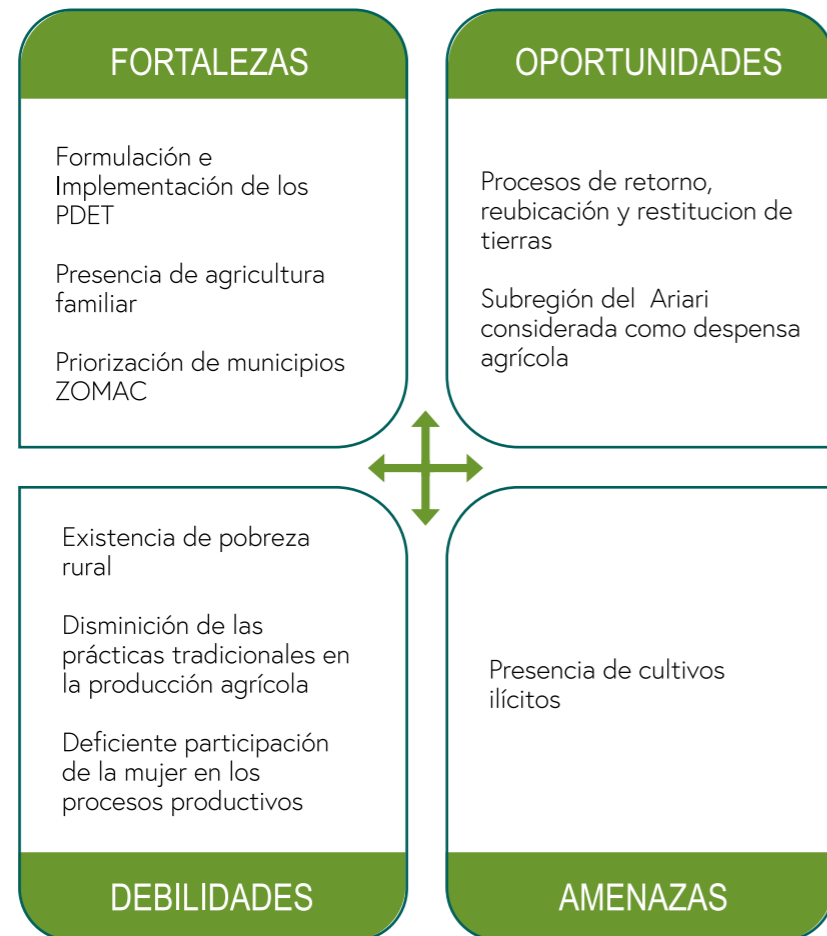 FORTALEZAS
Formulación e
Implementación de los
PDET
Presencia de agricultura
familiar
Priorización de municipios
ZOMAC
OPORTUNIDADES
Procesos de retorno,
reubicación y restitucion de
tierras
Subregión del Ariari
considerada como despensa
agrícola
Existencia de pobreza
rural
Disminición de las
prácticas tradicionales en
la producción agrícola
Deficiente participación
de la mujer en los
procesos productivos
DEBILIDADES
Presencia de cultivos
ilícitos
AMENAZAS